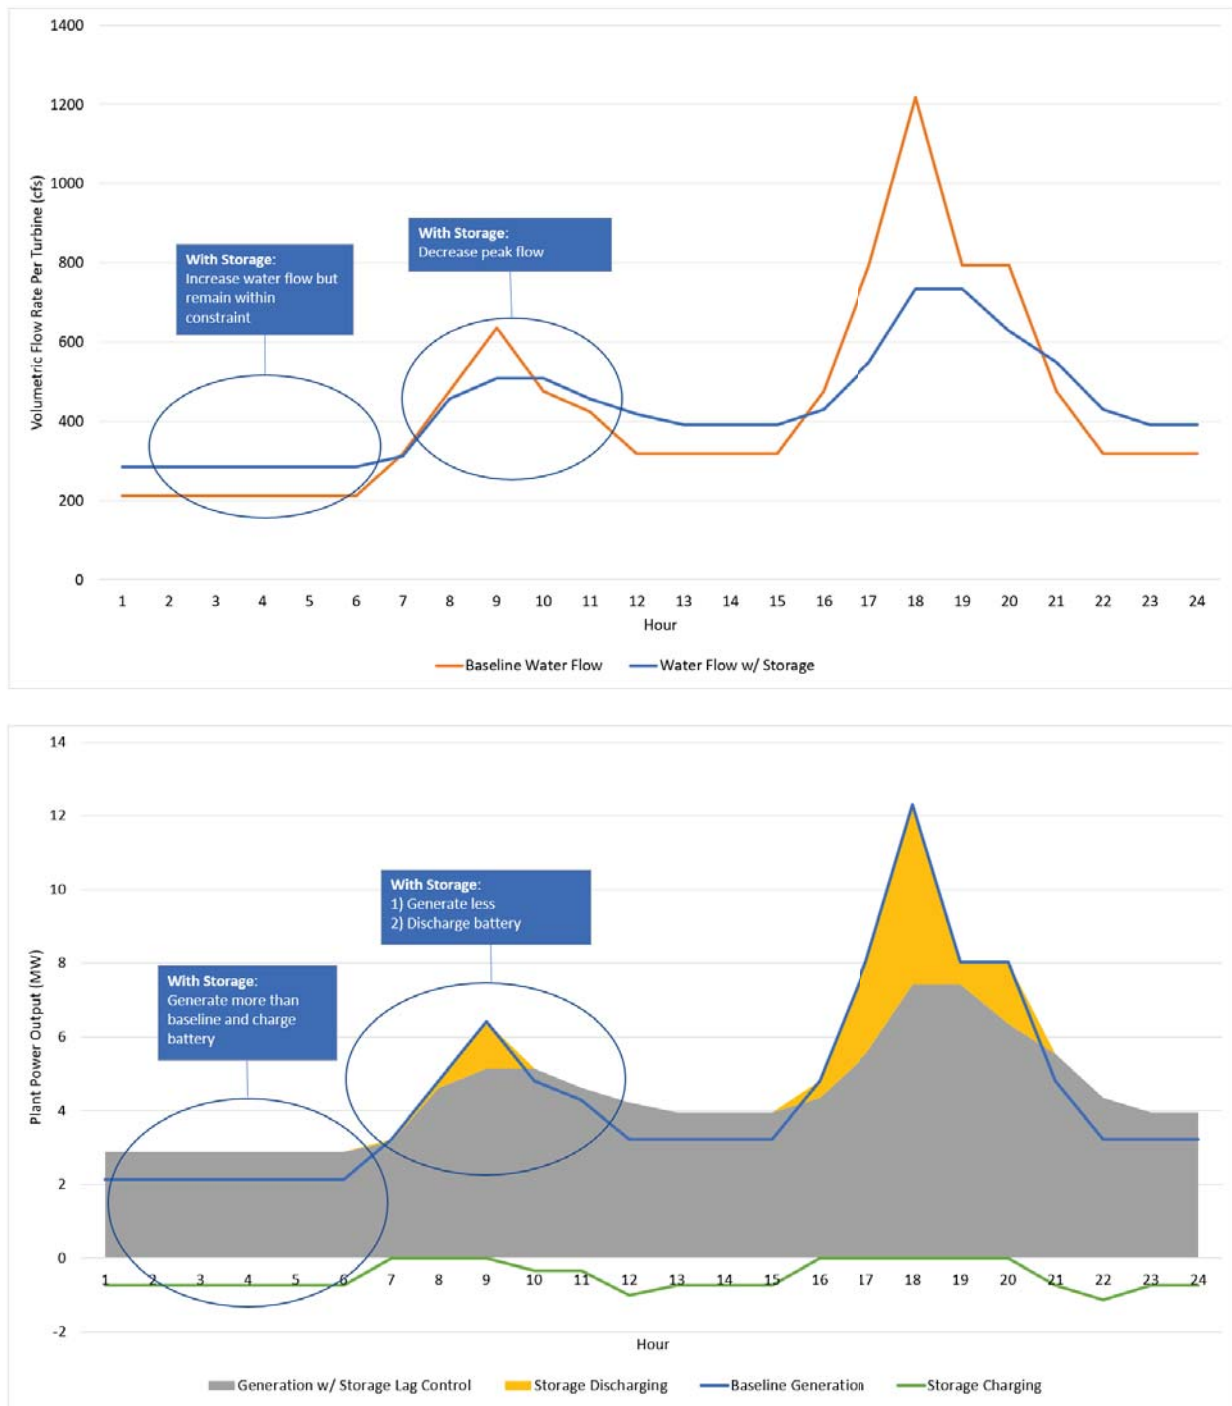 1400
1200
1000
800
600
400
200
0
Volumetric Flow Rate Per Turbine (cfs)
With Storage:
Increase water flow but
remain within
constraint
With Storage:
Decrease peak flow
1 2 3 4 5 6 7 8 9 10 11 12 13 14 15 16 17 18 19 20 21 22 23 24
Hour
Baseline Water Flow Water Flow w/ Storage
14
12
10
8
6
4
2
0
-2
Plant Power Output (MW)
With Storage:
1) Generate less
2) Discharge battery
With Storage:
Generate more than
baseline and charge
battery
1 2 3 4 5 6 7 8 9 10 11 12 13 14 15 16 17 18 19 20 21 22 23 24
Hour
Generation w/ Storage Lag Control Storage Discharging Baseline Generation Storage Charging